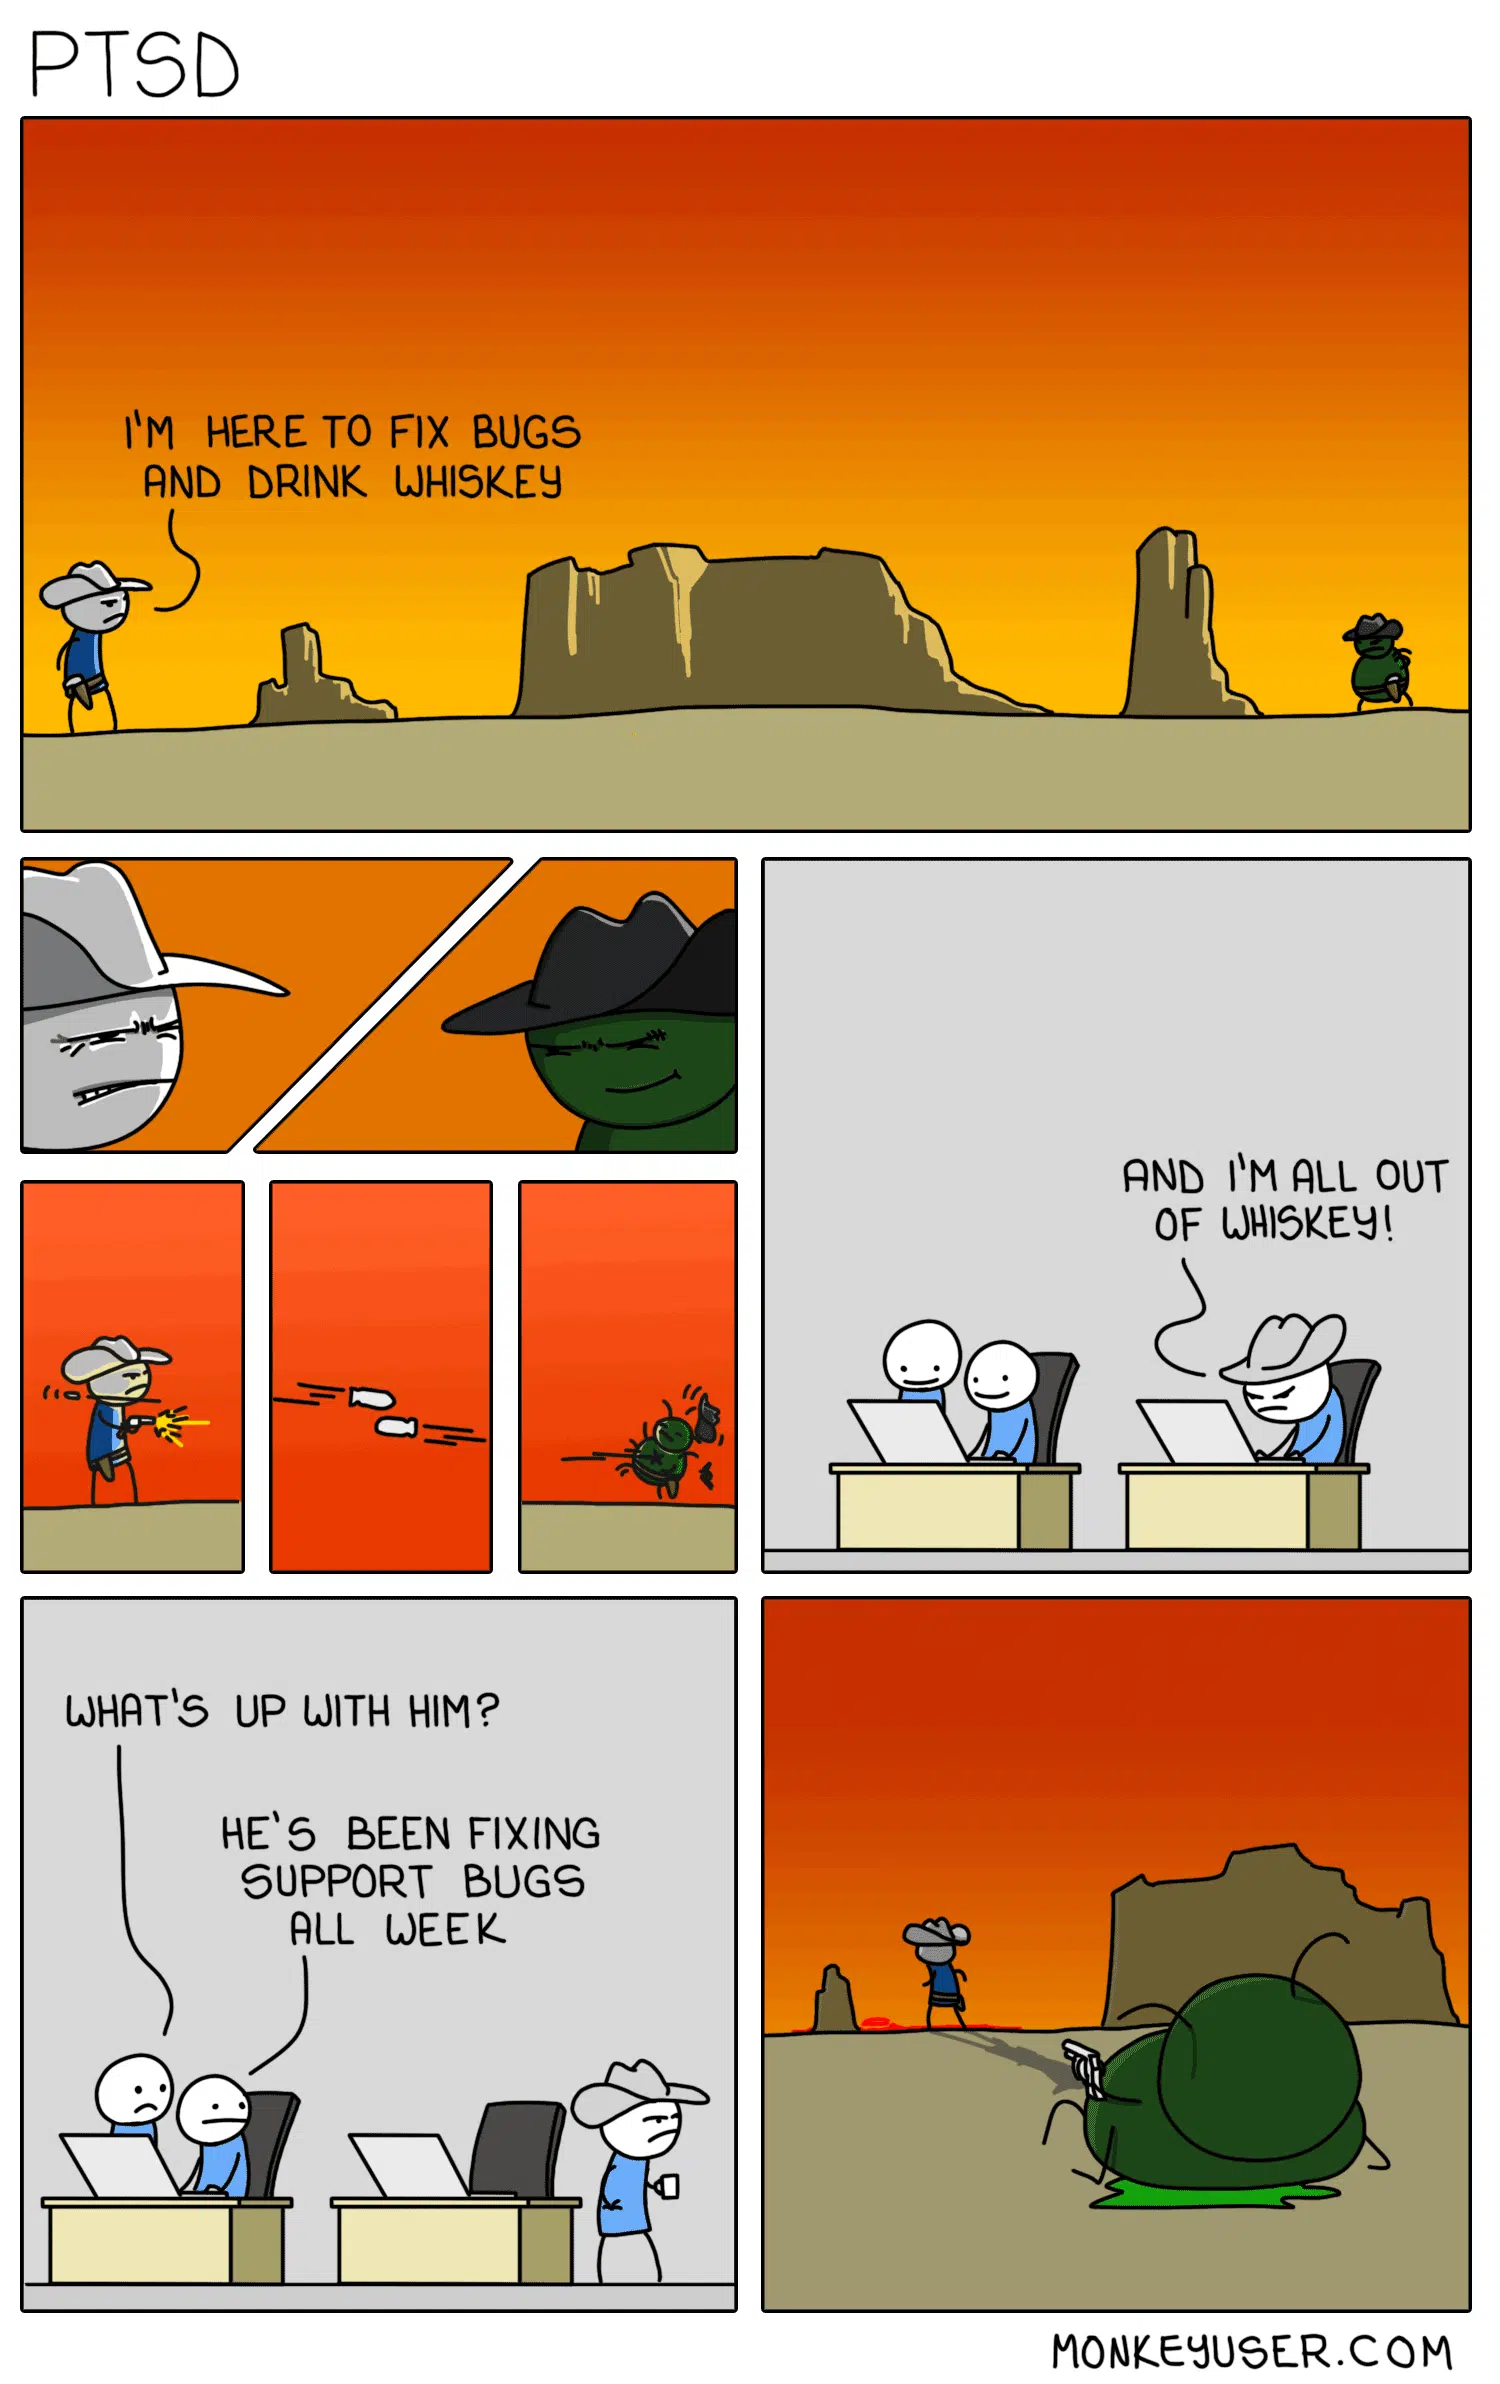 PTSD
I'M HERE TO FIX BUGS
AND DRINK WHISKEY
AND I'M ALL OUT
OF WHISKEY!
WHAT'S UP WITH HIM?
HE'S BEEN FIXING
SUPPORT BUGS
ALL WEEK
MONKEYUSER.COM